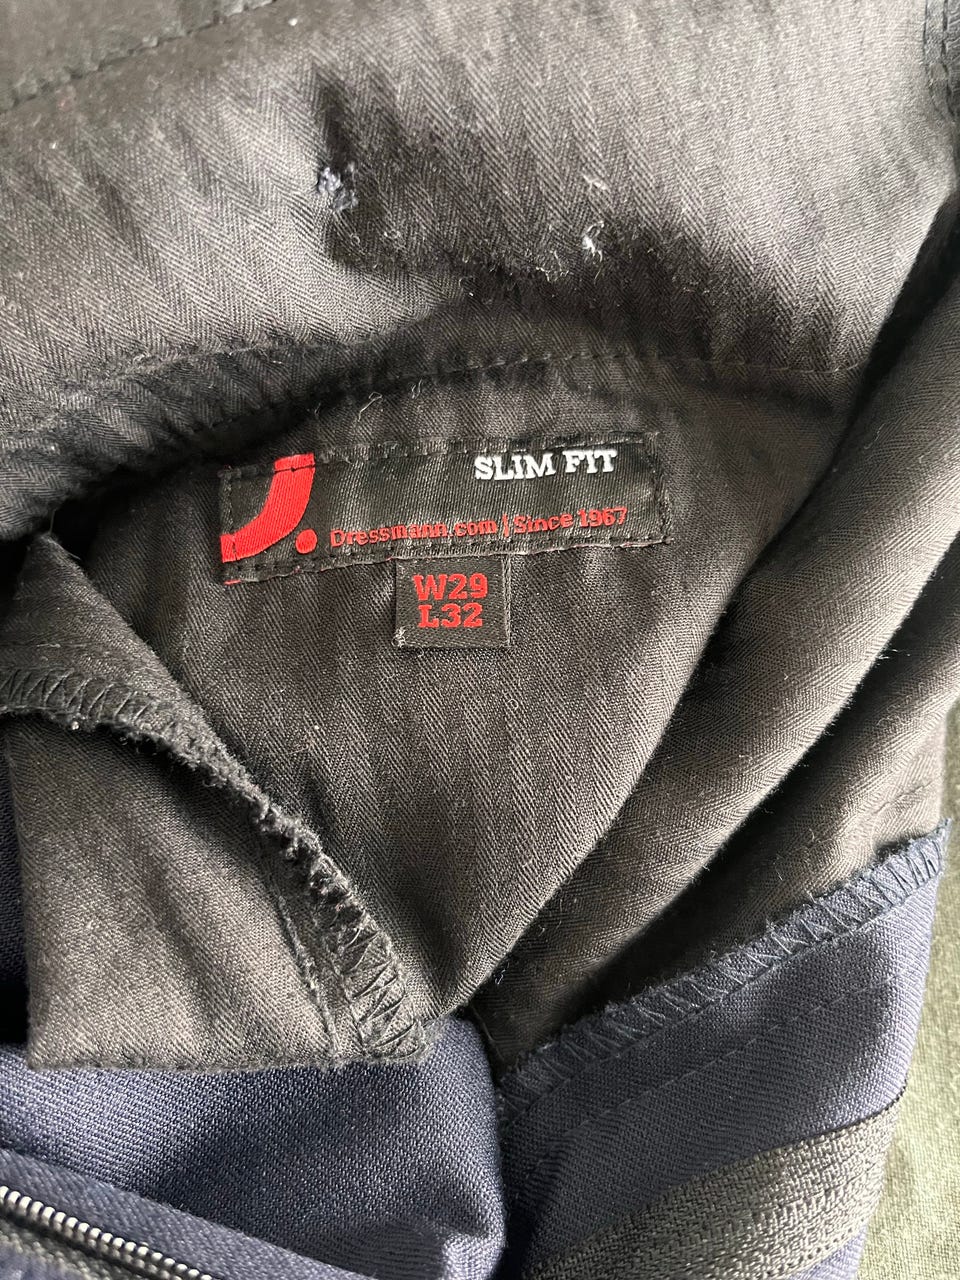 SLIM FIT
J. Dressmann.com | Since 1967
W29
L32